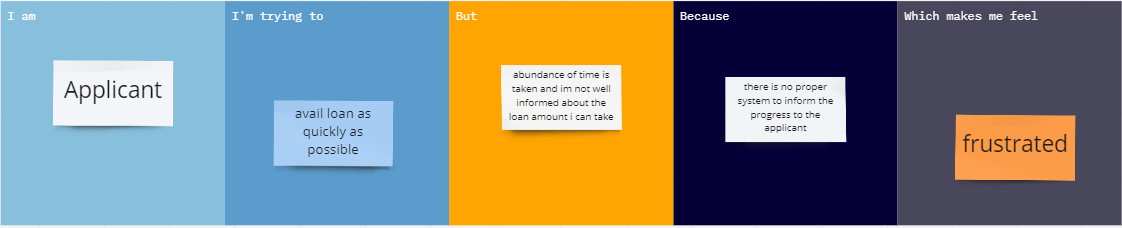 I am
Applicant
I'm trying to
avail loan as
quickly as
possible
But
abundance of time is
taken and im not well
informed about the
loan amount i can take
Because
there is no proper
system to inform the
progress to the
applicant
Which makes me feel
frustrated